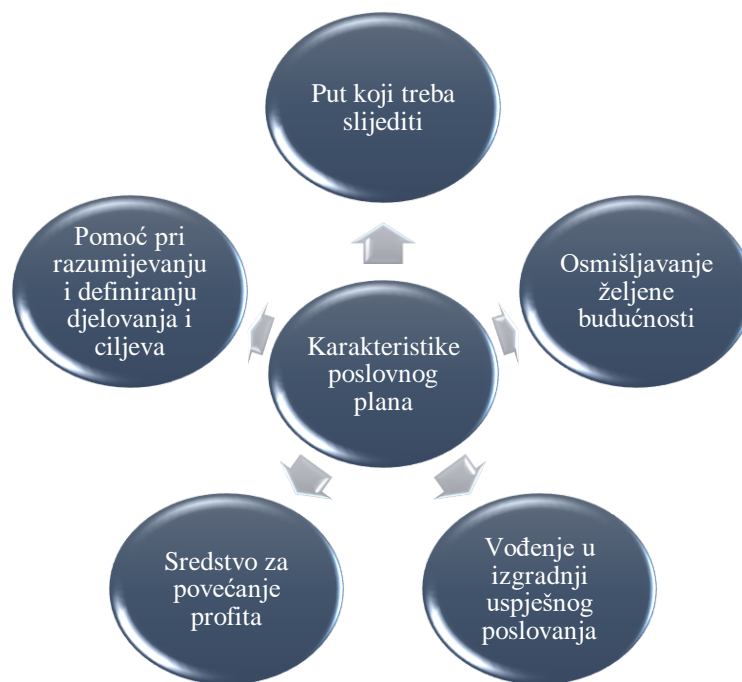 Put koji treba
slijediti
Pomoć pri
razumijevanju
i definiranju
djelovanja i
ciljeva
Osmišljavanje
željene
budućnosti
Karakteristike
poslovnog
plana
Sredstvo za
povećanje
profita
Vođenje u
izgradnji
uspješnog
poslovanja